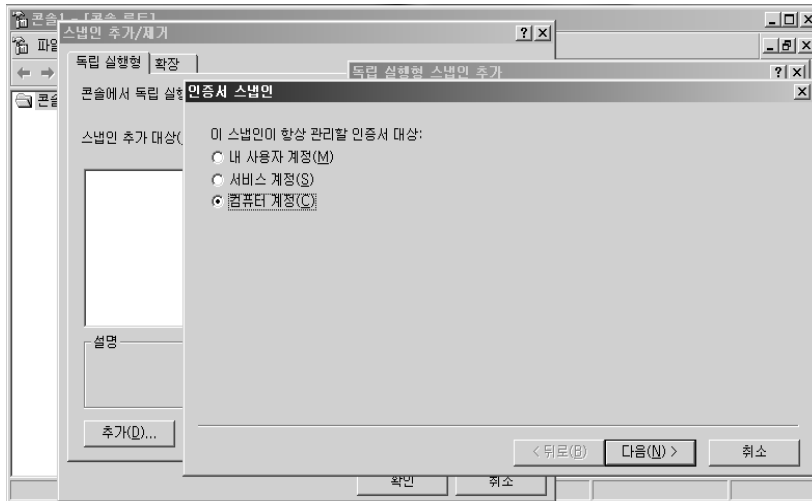 콘솔1 - [콘솔 루트]
스냅인 추가/제거
독립 실행형
확장
독립 실행형 스냅인 추가
콘솔에서 독립
인증서 스냅인
스냅인 추가 대상(
이 스냅인이 항상 관리할 인증서 대상:
내 사용자 계정(M)
서비스 계정(S)
컴퓨터 계정(C)
설명
추가(D)...
< 뒤로(B)
다음(N) >
취소
확인
취소